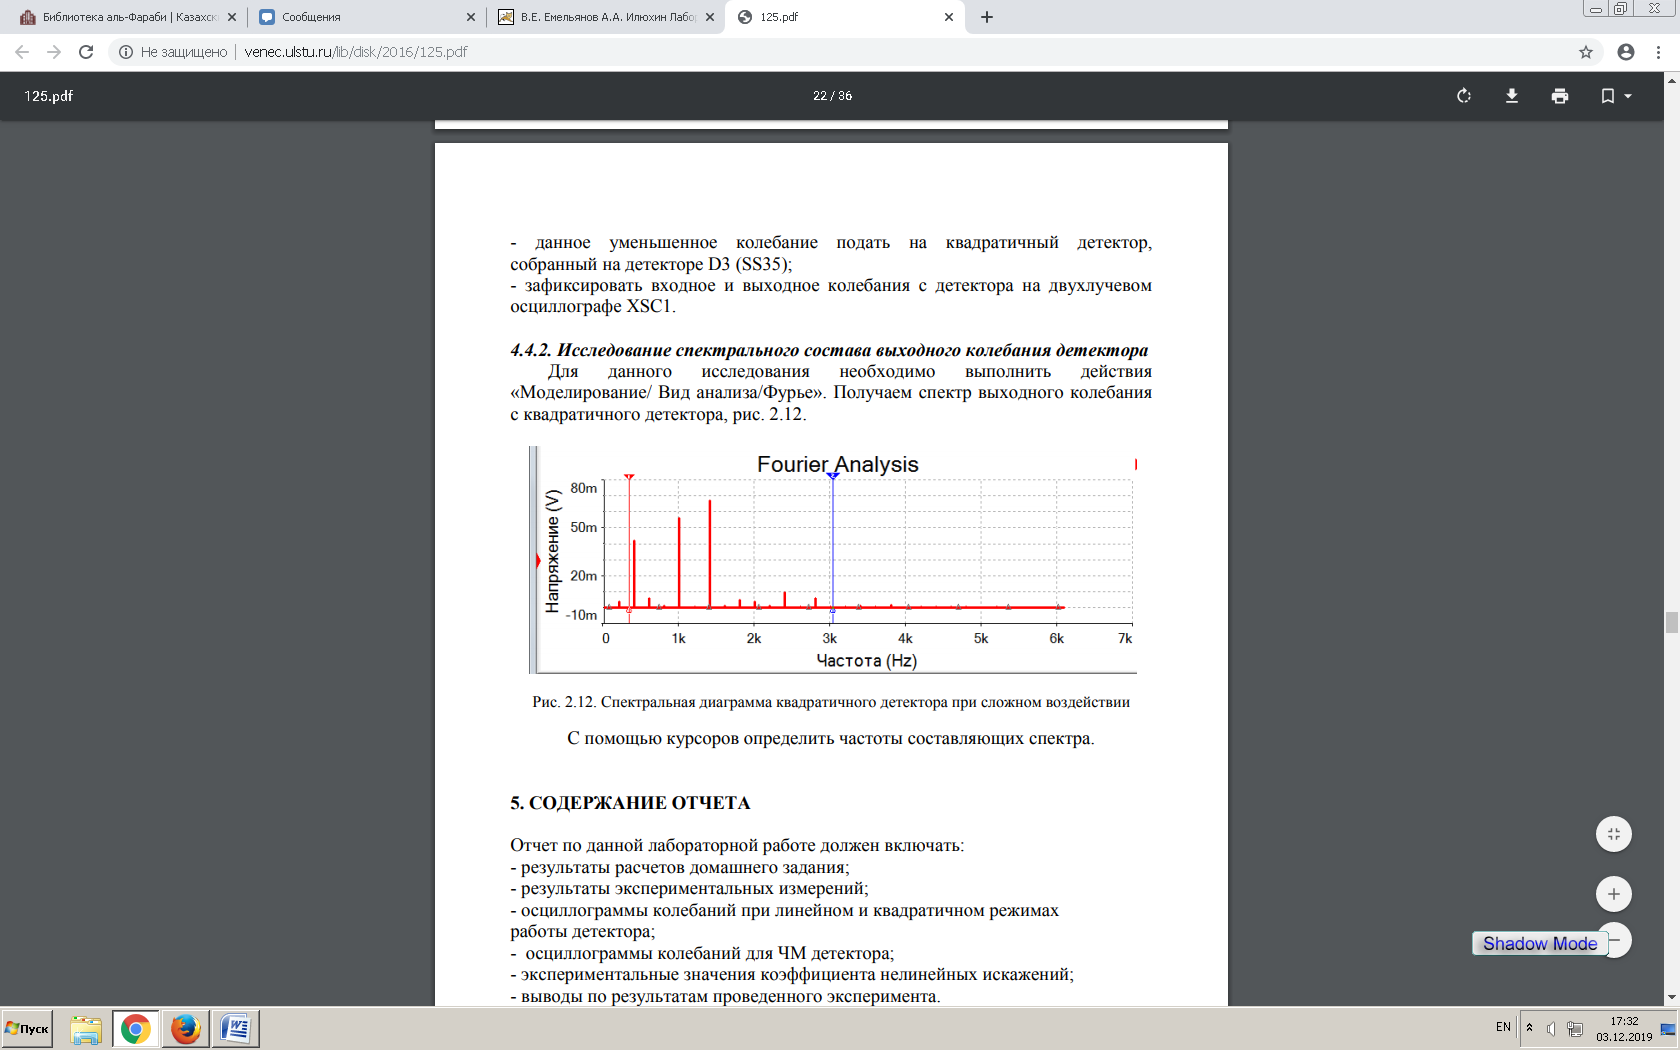 Библиотека аль-Фараби | Казахск
Сообщения
В.Е. Емельянов А.А. Илюхин Лабор
125.pdf
Не защищено
venec.ulstu.ru/lib/disk/2016/125.pdf
125.pdf
22 / 36
- данное уменьшенное колебание подать на квадратичный детектор,
собранный на детекторе D3 (SS35);
- зафиксировать входное и выходное колебания с детектора на двухлучевом
осциллографе XSC1.
4.4.2. Исследование спектрального состава выходного колебания детектора
Для данного исследования необходимо выполнить действия
«Моделирование/ Вид анализа/Фурье». Получаем спектр выходного колебания
с квадратичного детектора, рис. 2.12.
Fourier Analysis
Напряжение (V)
80m
50m
20m
-10m
0 1k 2k 3k 4k 5k 6k 7k
Частота (Hz)
Рис. 2.12. Спектральная диаграмма квадратичного детектора при сложном воздействии
С помощью курсоров определить частоты составляющих спектра.
5. СОДЕРЖАНИЕ ОТЧЕТА
Отчет по данной лабораторной работе должен включать:
- результаты расчетов домашнего задания;
- результаты экспериментальных измерений;
- осциллограммы колебаний при линейном и квадратичном режимах
работы детектора;
- осциллограммы колебаний для ЧМ детектора;
- экспериментальные значения коэффициента нелинейных искажений;
- выводы по результатам проведенного эксперимента.
Shadow Mode
Пуск
EN
17:32
03.12.2019